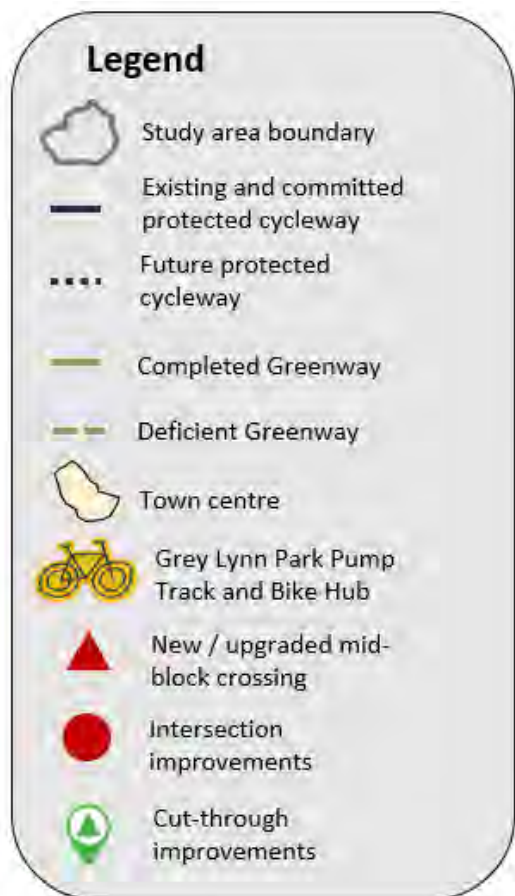 Legend
Study area boundary
Existing and committed
protected cycleway
Future protected
cycleway
Completed Greenway
Deficient Greenway
Town centre
Grey Lynn Park Pump
Track and Bike Hub
New / upgraded mid-
block crossing
Intersection
improvements
Cut-through
improvements